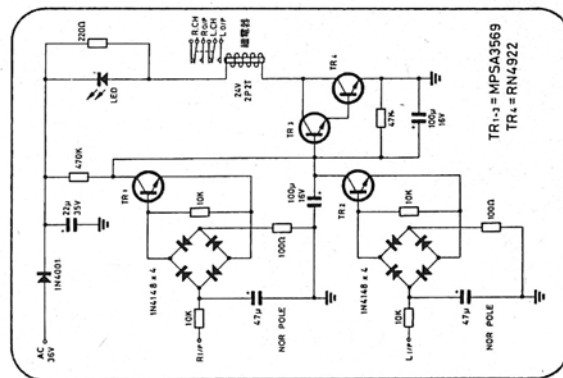 220Ω
LED
R.CH
R O/P
L.CH
L O/P
繼電器
24V
2P2T
TR4
TR3
47K
100μ
16V
TR1-3 = MPSA3569
TR4 = RN4922
470K
22μ
35V
TR1
10K
100Ω
100μ
16V
TR2
10K
100Ω
1N4001
AC
36V
1N4148 x 4
10K
R I/P
47μ
NOR POLE
1N4148 x 4
10K
L I/P
47μ
NOR POLE